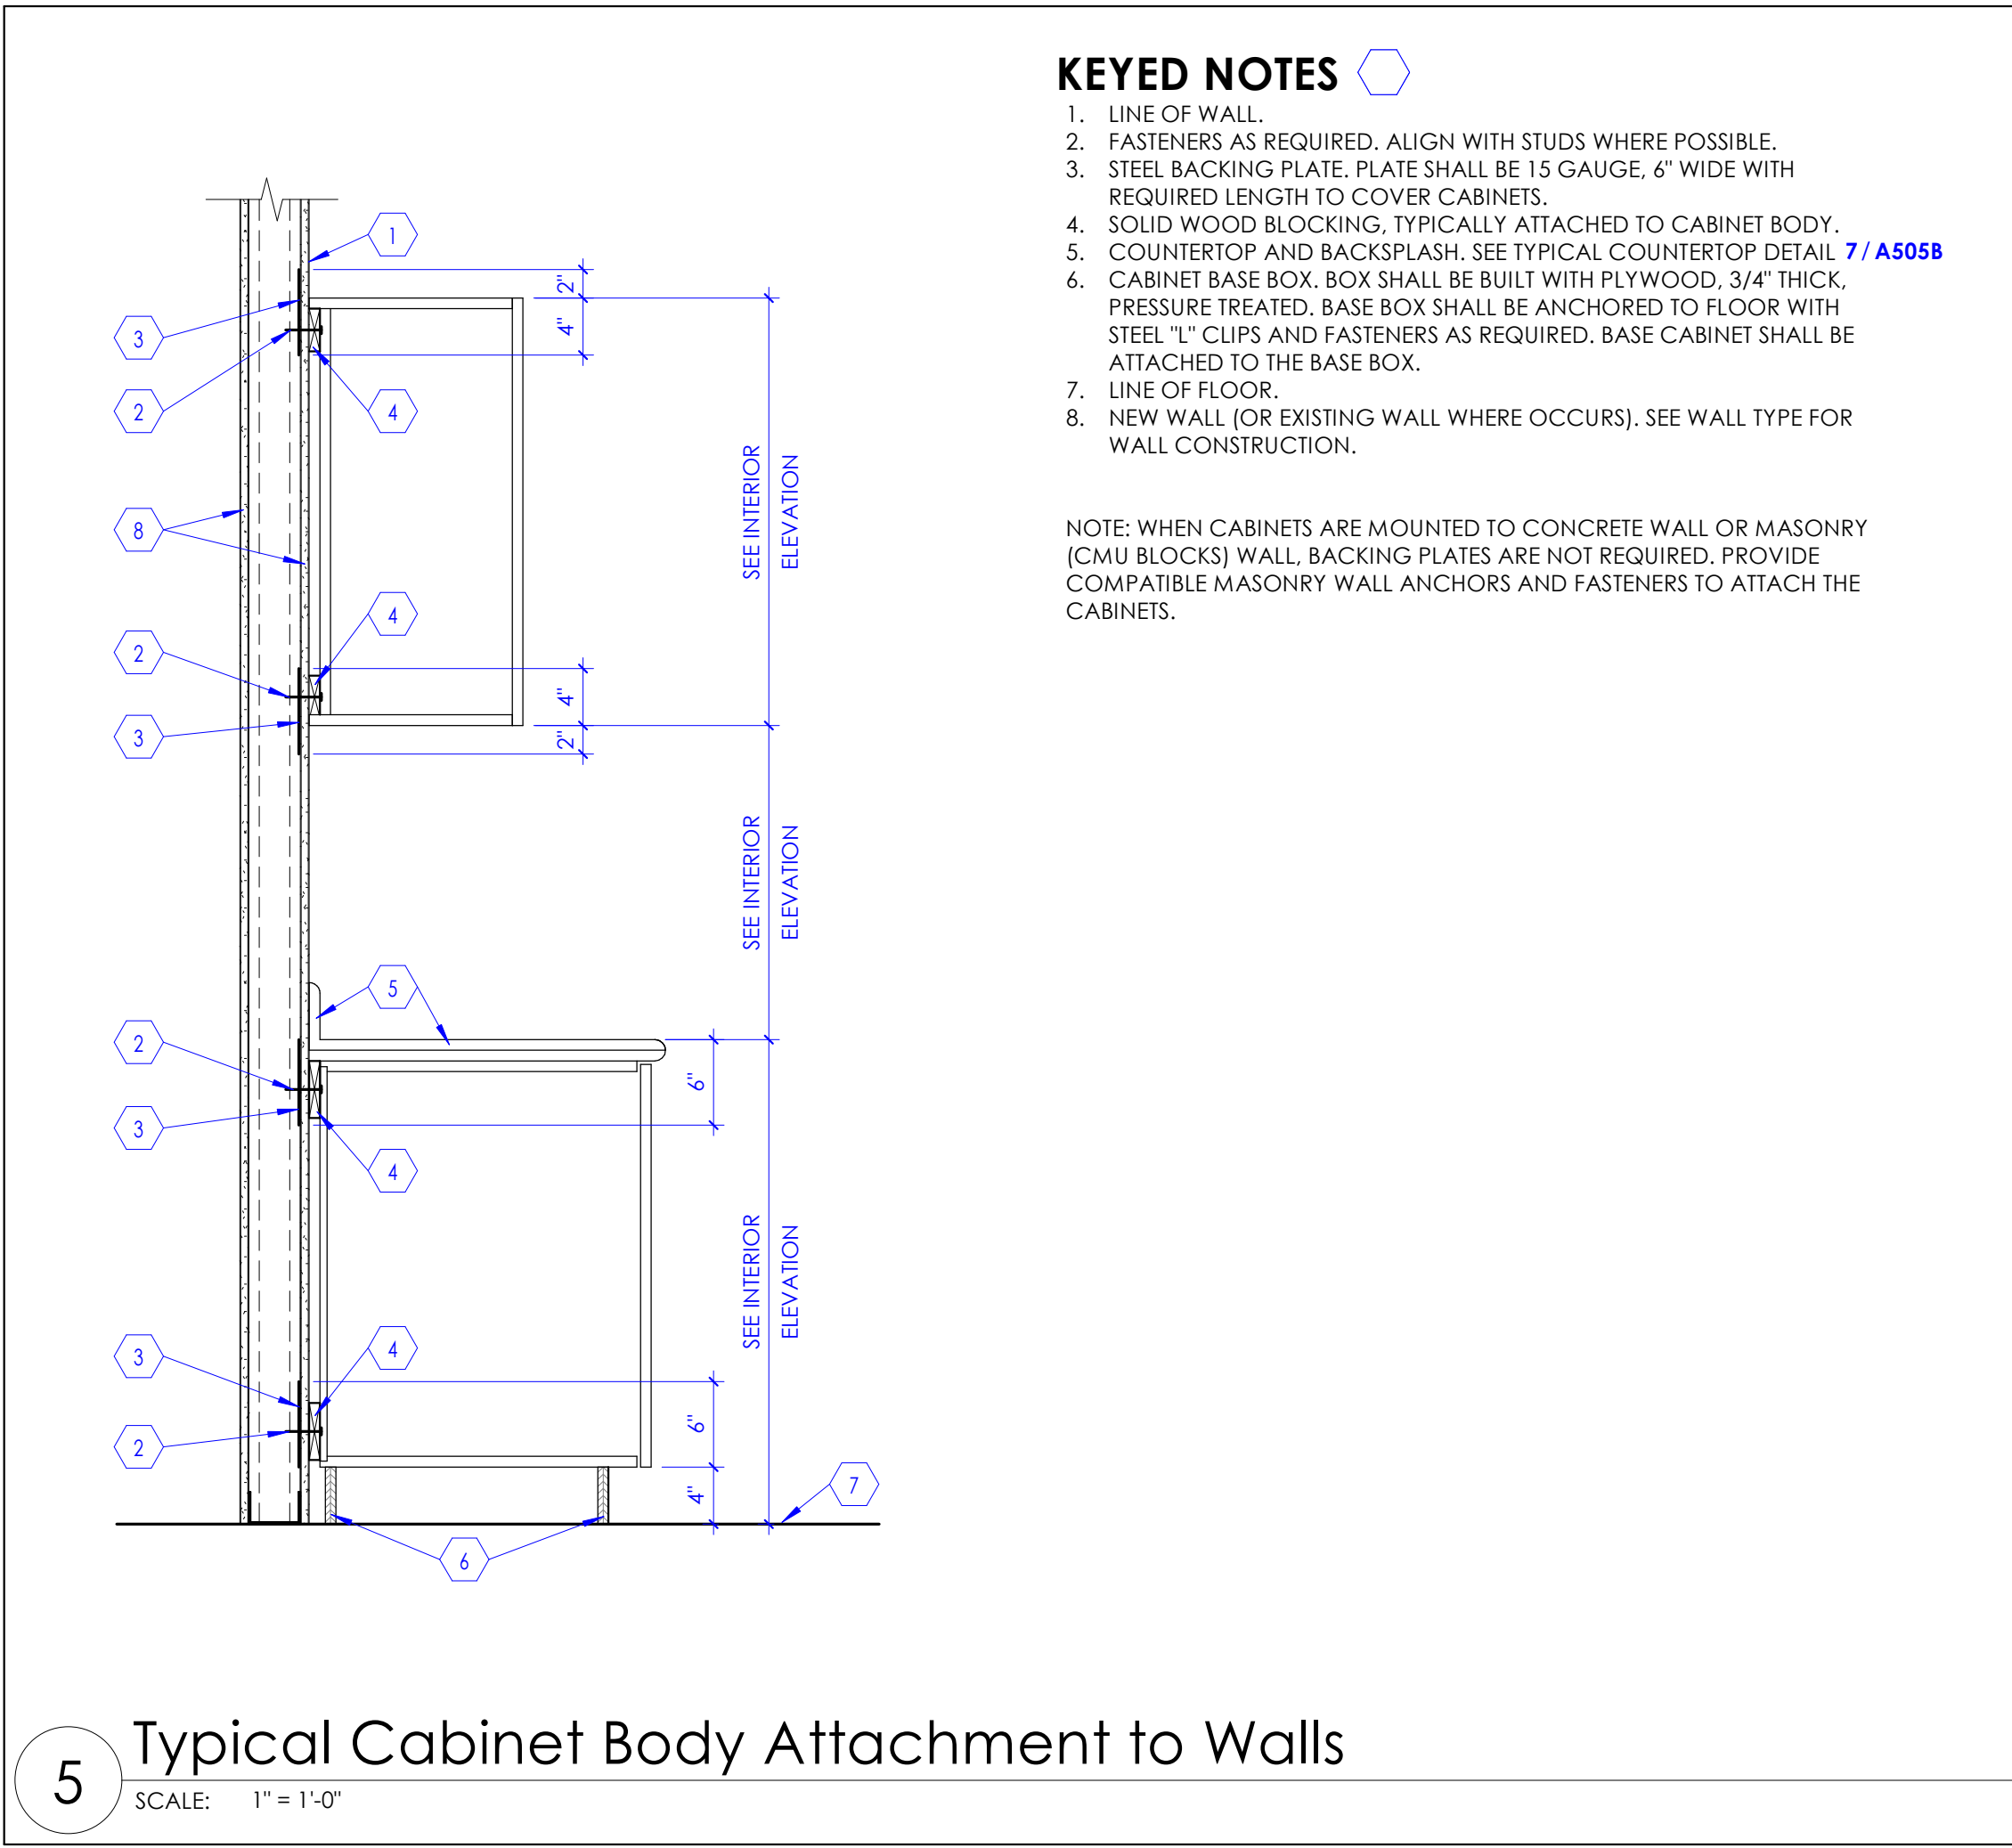 KEYED NOTES
1. LINE OF WALL.
2. FASTENERS AS REQUIRED. ALIGN WITH STUDS WHERE POSSIBLE.
3. STEEL BACKING PLATE. PLATE SHALL BE 15 GAUGE, 6" WIDE WITH
REQUIRED LENGTH TO COVER CABINETS.
4. SOLID WOOD BLOCKING, TYPICALLY ATTACHED TO CABINET BODY.
5. COUNTERTOP AND BACKSPLASH. SEE TYPICAL COUNTERTOP DETAIL 7 / A505B
6. CABINET BASE BOX. BOX SHALL BE BUILT WITH PLYWOOD, 3/4" THICK,
PRESSURE TREATED. BASE BOX SHALL BE ANCHORED TO FLOOR WITH
STEEL "L" CLIPS AND FASTENERS AS REQUIRED. BASE CABINET SHALL BE
ATTACHED TO THE BASE BOX.
7. LINE OF FLOOR.
8. NEW WALL (OR EXISTING WALL WHERE OCCURS). SEE WALL TYPE FOR
WALL CONSTRUCTION.
NOTE: WHEN CABINETS ARE MOUNTED TO CONCRETE WALL OR MASONRY
(CMU BLOCKS) WALL, BACKING PLATES ARE NOT REQUIRED. PROVIDE
COMPATIBLE MASONRY WALL ANCHORS AND FASTENERS TO ATTACH THE
CABINETS.
1
2"
3
4"
2
4
SEE INTERIOR
ELEVATION
8
4
2
4"
3
2"
SEE INTERIOR
ELEVATION
5
2
6"
3
4
SEE INTERIOR
ELEVATION
3
4
6"
2
7
4"
6
5
Typical Cabinet Body Attachment to Walls
SCALE: 1" = 1'-0"